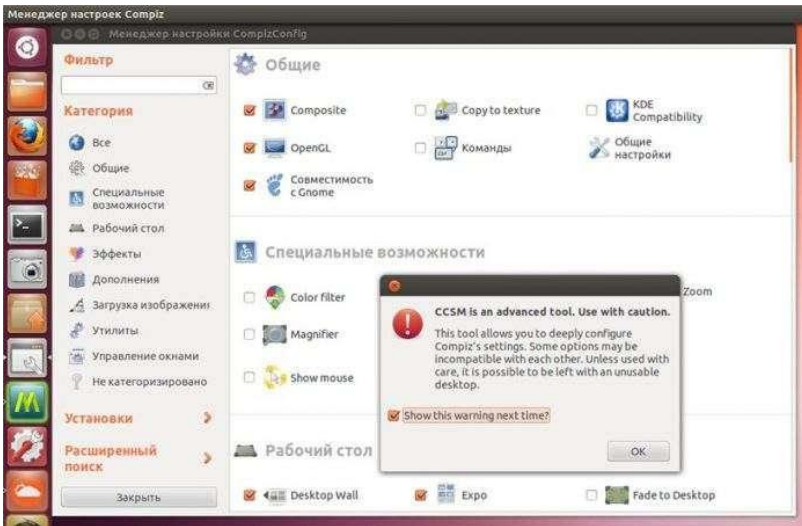 Менеджер настроек Compiz
Менеджер настройки CompizConfig
Фильтр
Категория
Все
Общие
Специальные
возможности
Рабочий стол
Эффекты
Дополнения
Загрузка изображени
Утилиты
Управление окнами
Не категоризировано
Установки
Расширенный
поиск
Закрыть
Общие
Composite
Copy to texture
KDE
Compatibility
OpenGL
Команды
Общие
настройки
Совместимость
с Gnome
Специальные возможности
Color filter
Zoom
Magnifier
Show mouse
CCSM is an advanced tool. Use with caution.
This tool allows you to deeply configure
Compiz's settings. Some options may be
incompatible with each other. Unless used with
care, it is possible to be left with an unusable
desktop.
Show this warning next time?
OK
Рабочий стол
Desktop Wall
Expo
Fade to Desktop